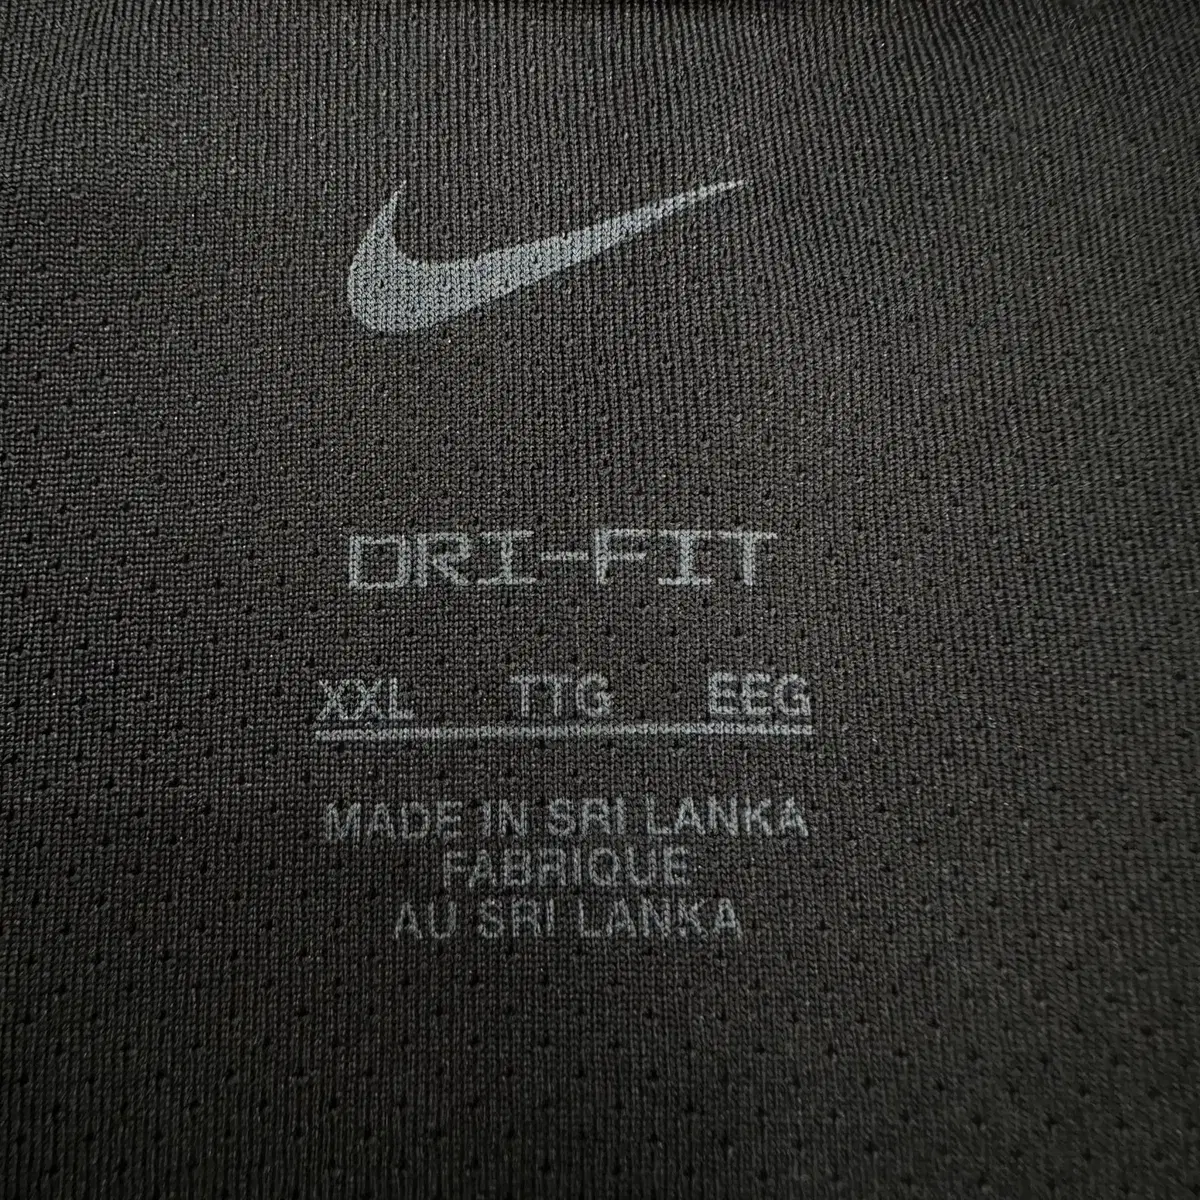 DRI-FIT
XXL TTG EEG
MADE IN SRI LANKA
FABRIQUE
AU SRI LANKA